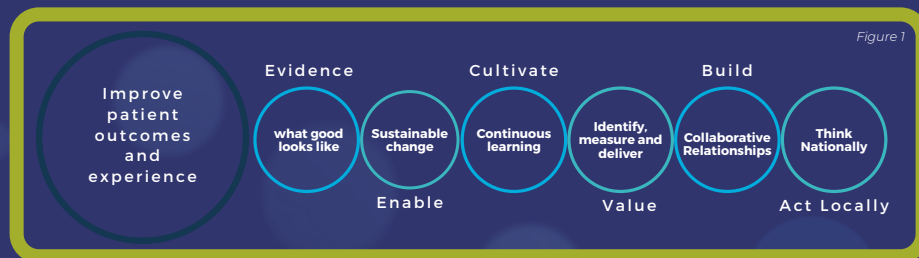 Figure 1
Improve
patient
outcomes
and
experience
Evidence
what good
looks like
Sustainable
change
Enable
Cultivate
Continuous
learning
Identify,
measure and
deliver
Value
Build
Collaborative
Relationships
Think
Nationally
Act Locally